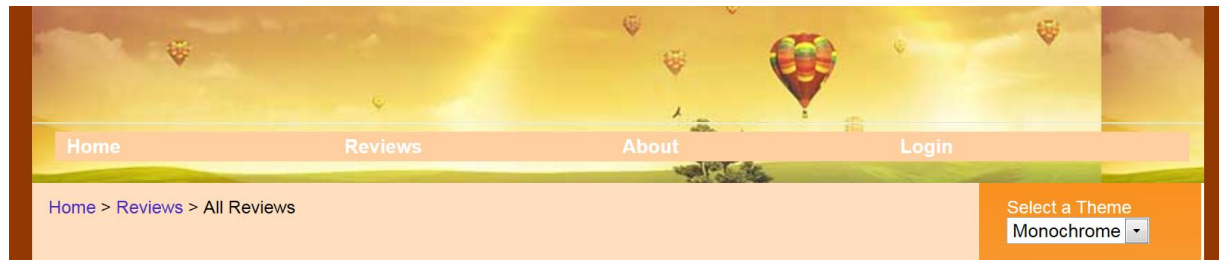 Home Reviews About Login
Home > Reviews > All Reviews
Select a Theme
Monochrome